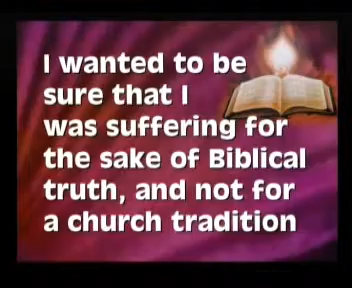 I wanted to be
sure that I
was suffering for
the sake of Biblical
truth, and not for
a church tradition